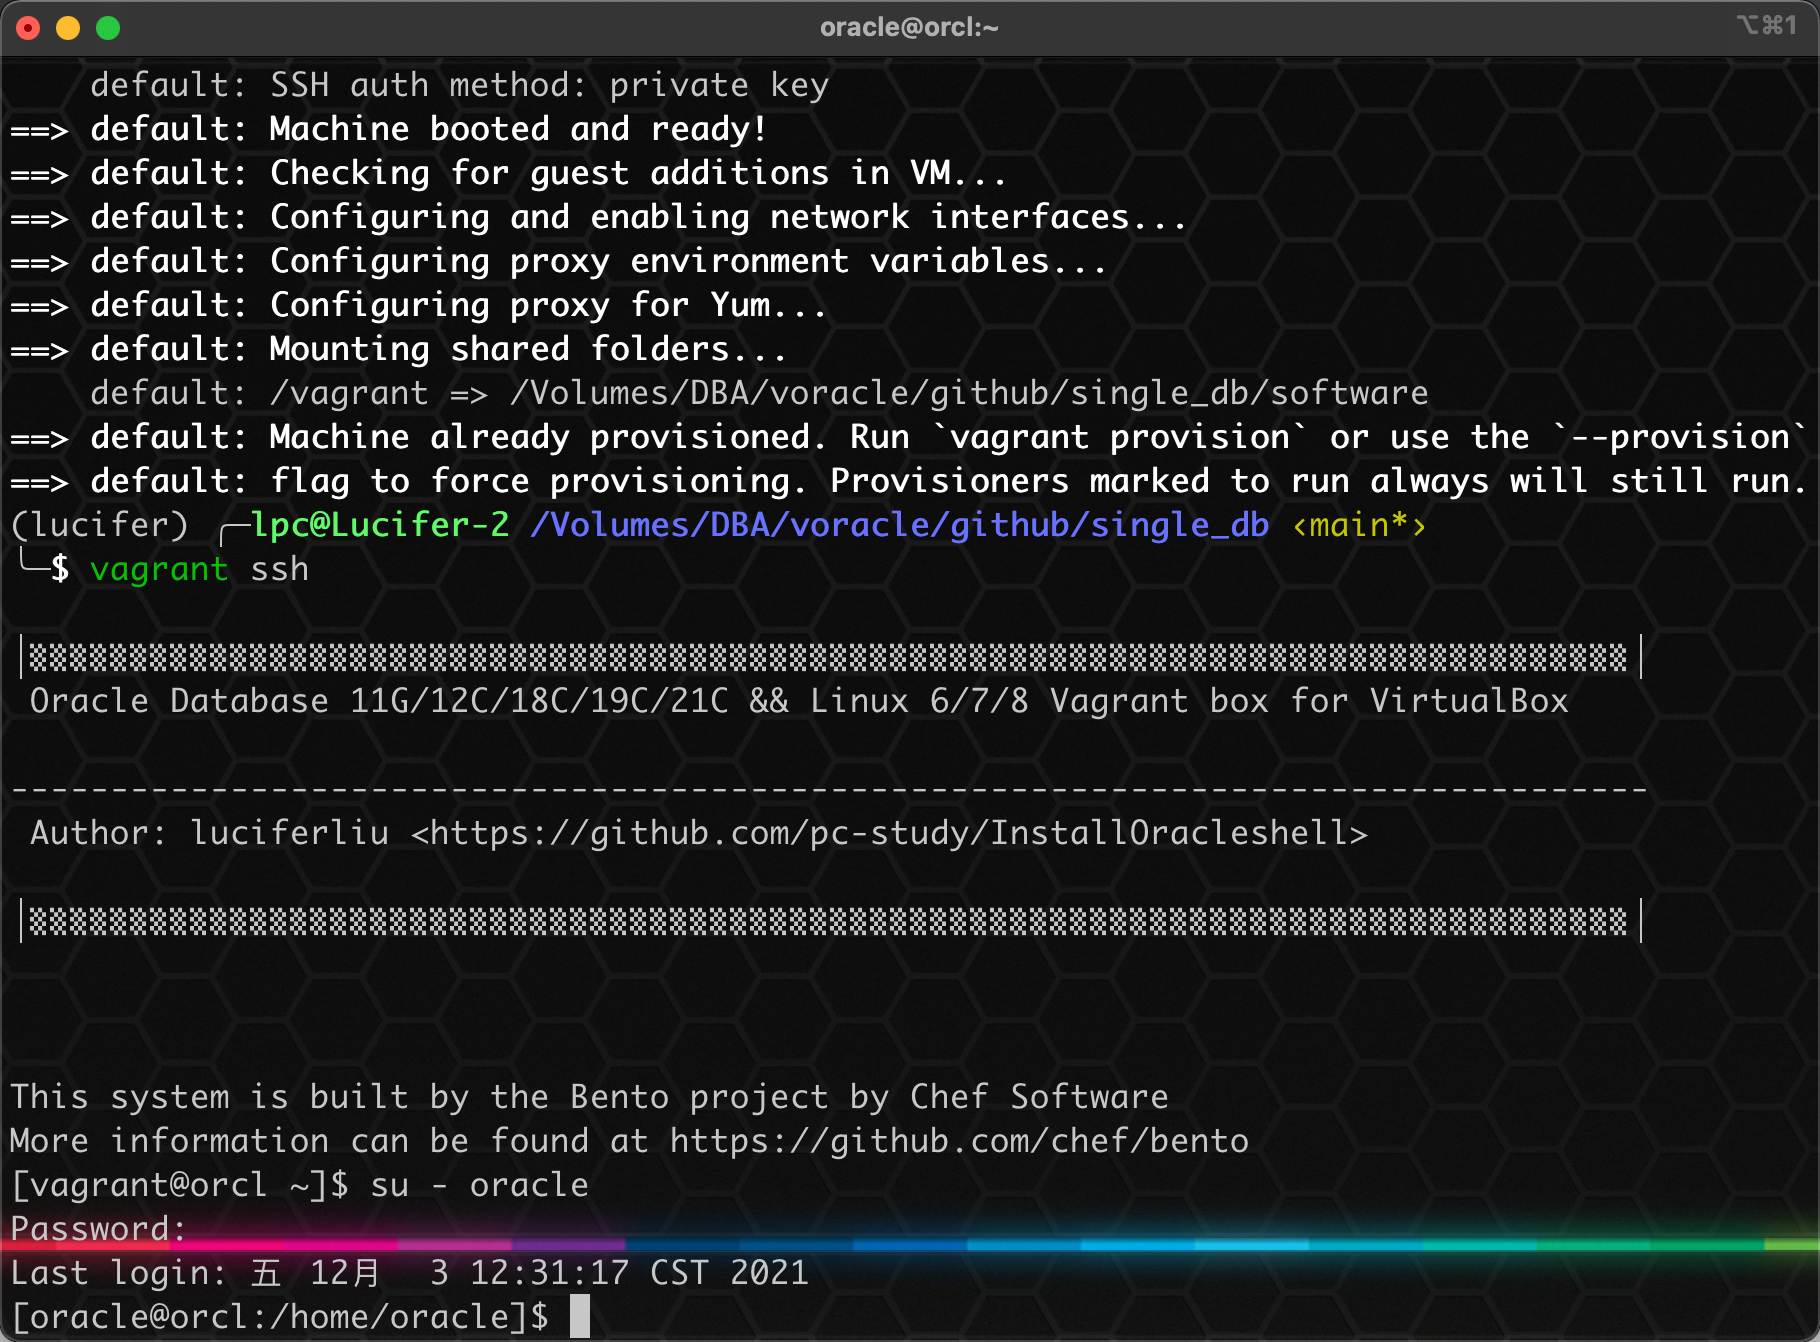 oracle@orcl:~
⌥⌘1
default: SSH auth method: private key
==> default: Machine booted and ready!
==> default: Checking for guest additions in VM...
==> default: Configuring and enabling network interfaces...
==> default: Configuring proxy environment variables...
==> default: Configuring proxy for Yum...
==> default: Mounting shared folders...
default: /vagrant => /Volumes/DBA/voracle/github/single_db/software
==> default: Machine already provisioned. Run `vagrant provision` or use the `--provision`
==> default: flag to force provisioning. Provisioners marked to run always will still run.
(lucifer) ╭─lpc@Lucifer-2 /Volumes/DBA/voracle/github/single_db ‹main*›
╰─$ vagrant ssh
Oracle Database 11G/12C/18C/19C/21C && Linux 6/7/8 Vagrant box for VirtualBox
----------------------------------------------------------------------------------
Author: luciferliu <https://github.com/pc-study/InstallOracleshell>
This system is built by the Bento project by Chef Software
More information can be found at https://github.com/chef/bento
[vagrant@orcl ~]$ su - oracle
Password:
Last login: 五 12月  3 12:31:17 CST 2021
[oracle@orcl:/home/oracle]$